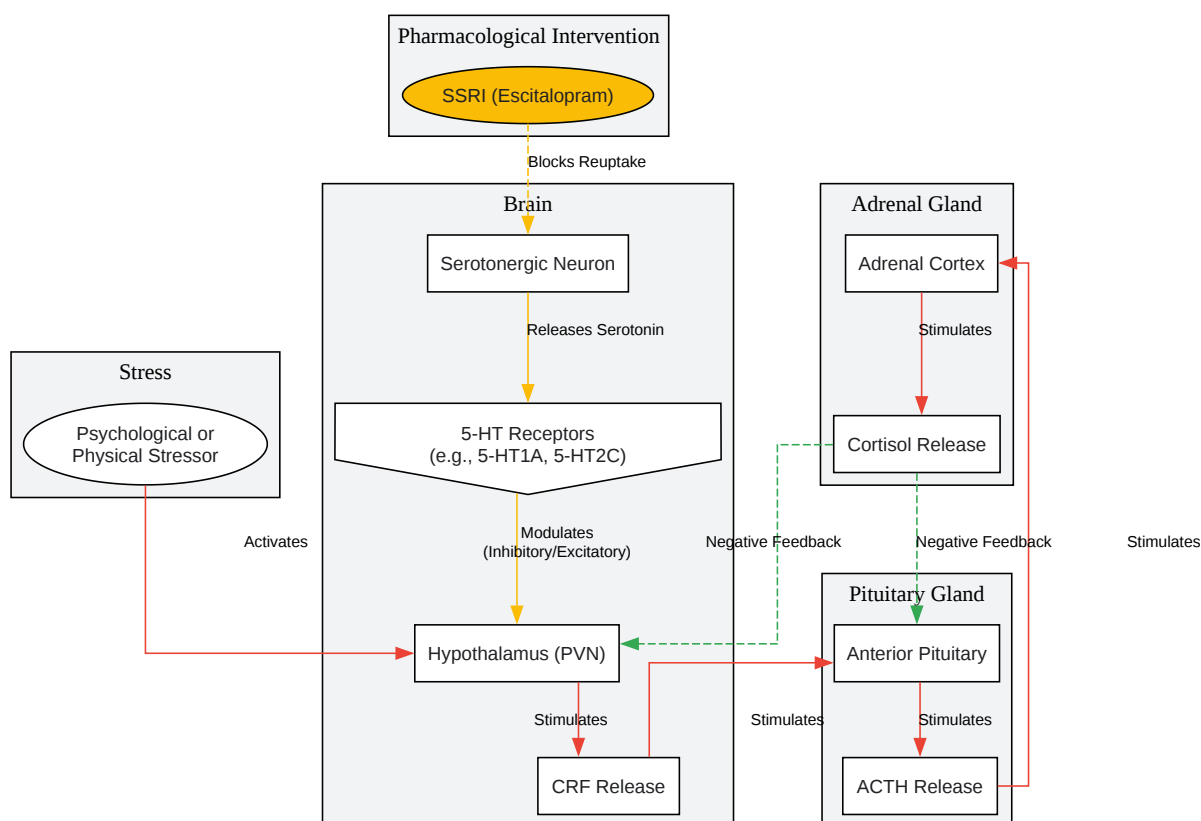 Pharmacological Intervention
SSRI (Escitalopram)
Blocks Reuptake
Brain
Serotonergic Neuron
Releases Serotonin
5-HT Receptors
(e.g., 5-HT1A, 5-HT2C)
Modulates
(Inhibitory/Excitatory)
Hypothalamus (PVN)
Stimulates
CRF Release
Stress
Psychological or
Physical Stressor
Activates
Adrenal Gland
Adrenal Cortex
Stimulates
Cortisol Release
Negative Feedback
Negative Feedback
Stimulates
Pituitary Gland
Anterior Pituitary
Stimulates
Stimulates
ACTH Release